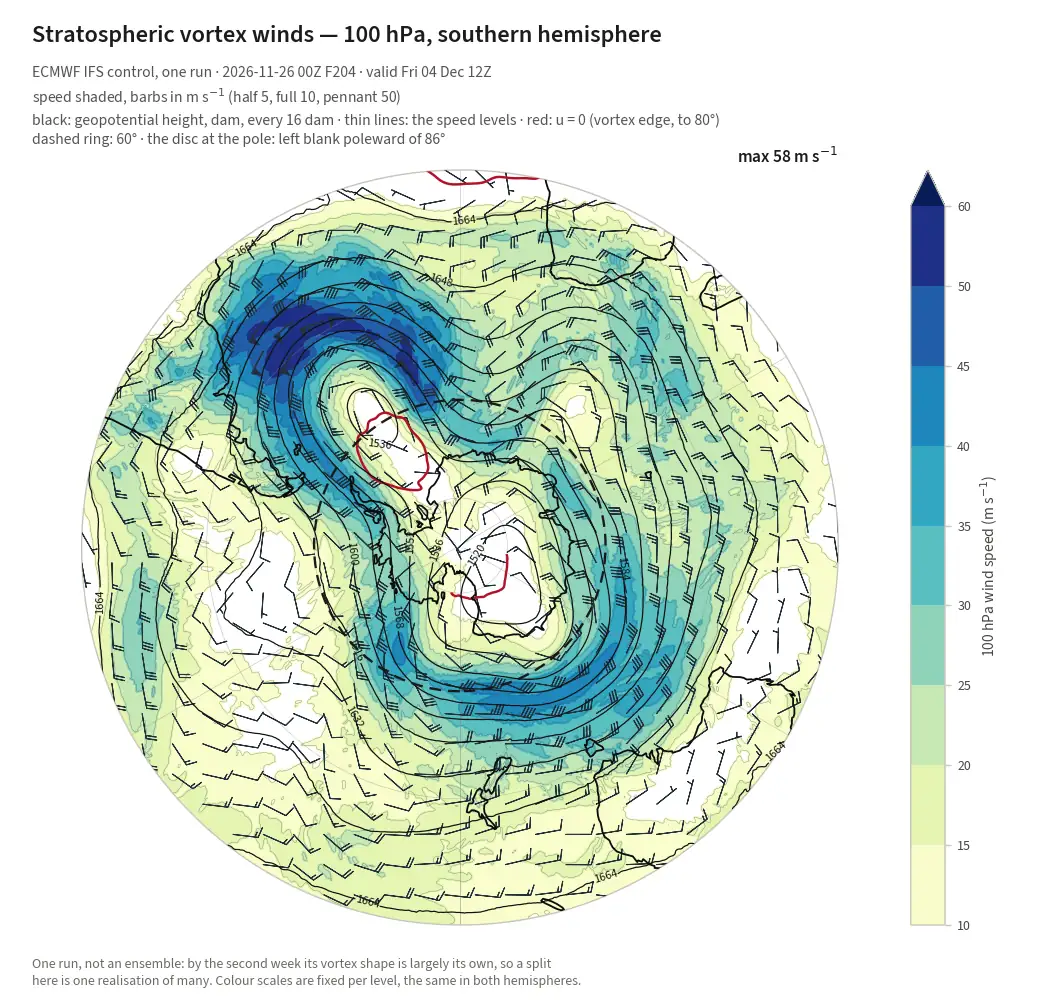 Stratospheric vortex winds — 100 hPa, southern hemisphere
ECMWF IFS control, one run · 2026-11-26 00Z F204 · valid Fri 04 Dec 12Z
speed shaded, barbs in m s−1 (half 5, full 10, pennant 50)
black: geopotential height, dam, every 16 dam · thin lines: the speed levels · red: u = 0 (vortex edge, to 80°)
dashed ring: 60° · the disc at the pole: left blank poleward of 86°
max 58 m s−1
1664
1664
1648
1536
1520
1600
1584
1664
1568
1632
1664
1664
1664
60
50
45
40
35
30
25
20
15
10
100 hPa wind speed (m s−1)
One run, not an ensemble: by the second week its vortex shape is largely its own, so a split
here is one realisation of many. Colour scales are fixed per level, the same in both hemispheres.